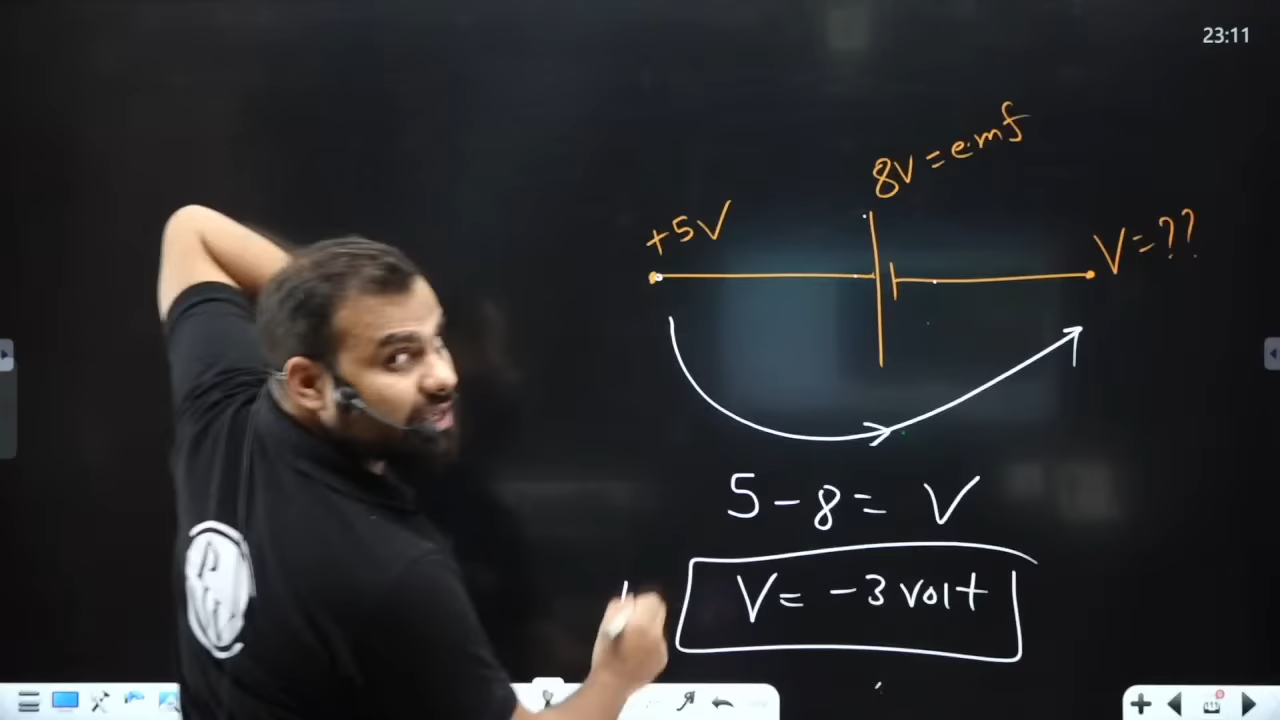 23:11
8V = e.m.f
+5V
V=??
5-8= V
V= -3 volt